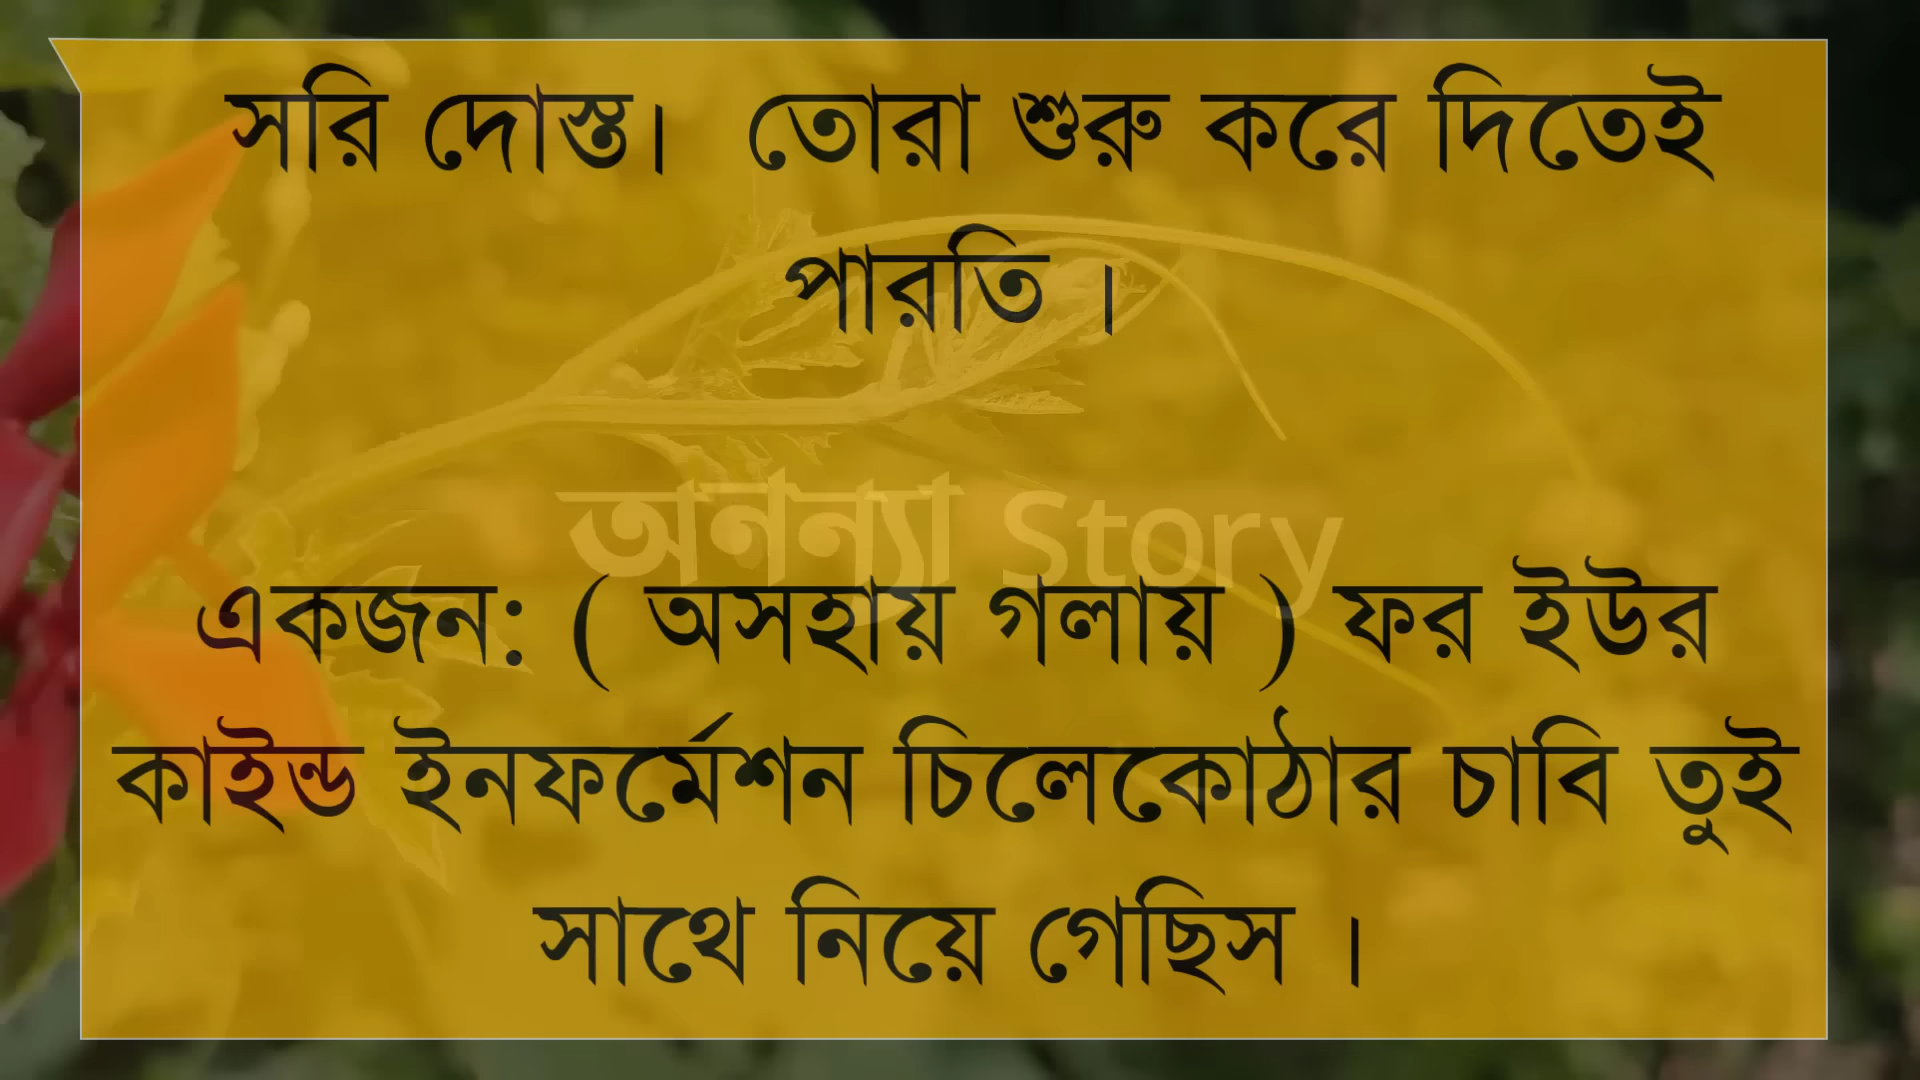 সরি দোস্ত। তোরা শুরু করে দিতেই
পারতি ।
অনন্যা Story
একজন: ( অসহায় গলায় ) ফর ইউর
কাইন্ড ইনফর্মেশন চিলেকোঠার চাবি তুই
সাথে নিয়ে গেছিস ।